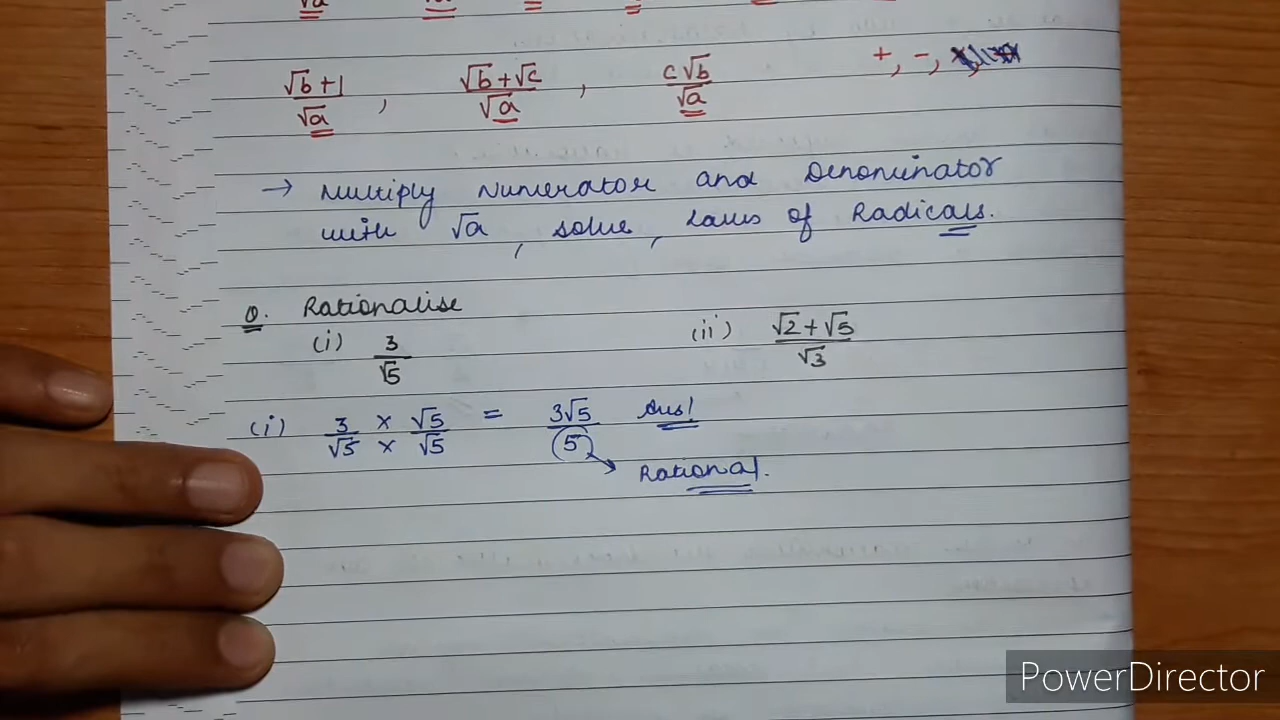 √b + 1 / √a , √b + √c / √a , c√b / √a +, -,
→ Multiply Numerator and Denominator
with √a, solve, Laws of Radicals.
Q. Rationalise
(i) 3/√5 (ii) √2 + √5 / √3
(i) 3/√5 × √5/√5 = 3√5/5 Ans!
Rational.
PowerDirector